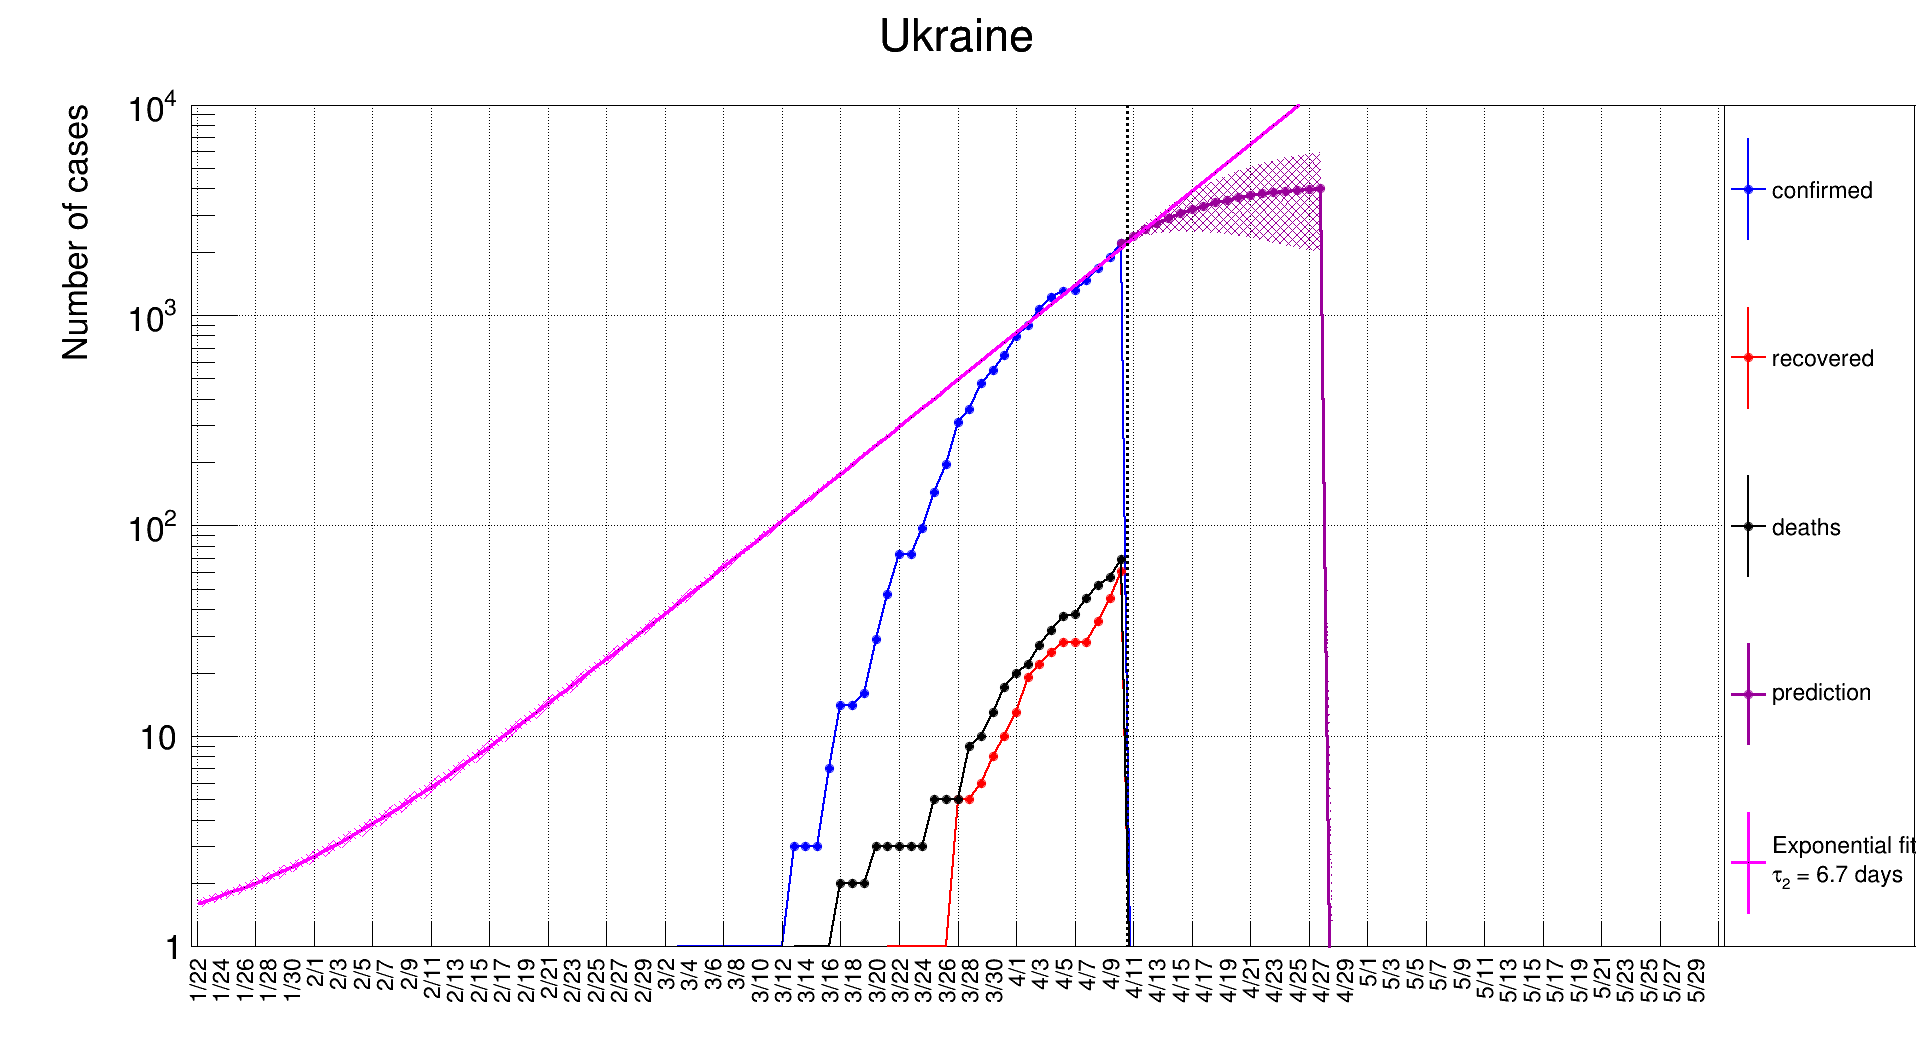 Ukraine
Number of cases
10^4
10^3
10^2
10
1
1/22 1/24 1/26 1/28 1/30 2/1 2/3 2/5 2/7 2/9 2/11 2/13 2/15 2/17 2/19 2/21 2/23 2/25 2/27 2/29 3/2 3/4 3/6 3/8 3/10 3/12 3/14 3/16 3/18 3/20 3/22 3/24 3/26 3/28 3/30 4/1 4/3 4/5 4/7 4/9 4/11 4/13 4/15 4/17 4/19 4/21 4/23 4/25 4/27 4/29 5/1 5/3 5/5 5/7 5/9 5/11 5/13 5/15 5/17 5/19 5/21 5/23 5/25 5/27 5/29
confirmed
recovered
deaths
prediction
Exponential fit
τ₂ = 6.7 days